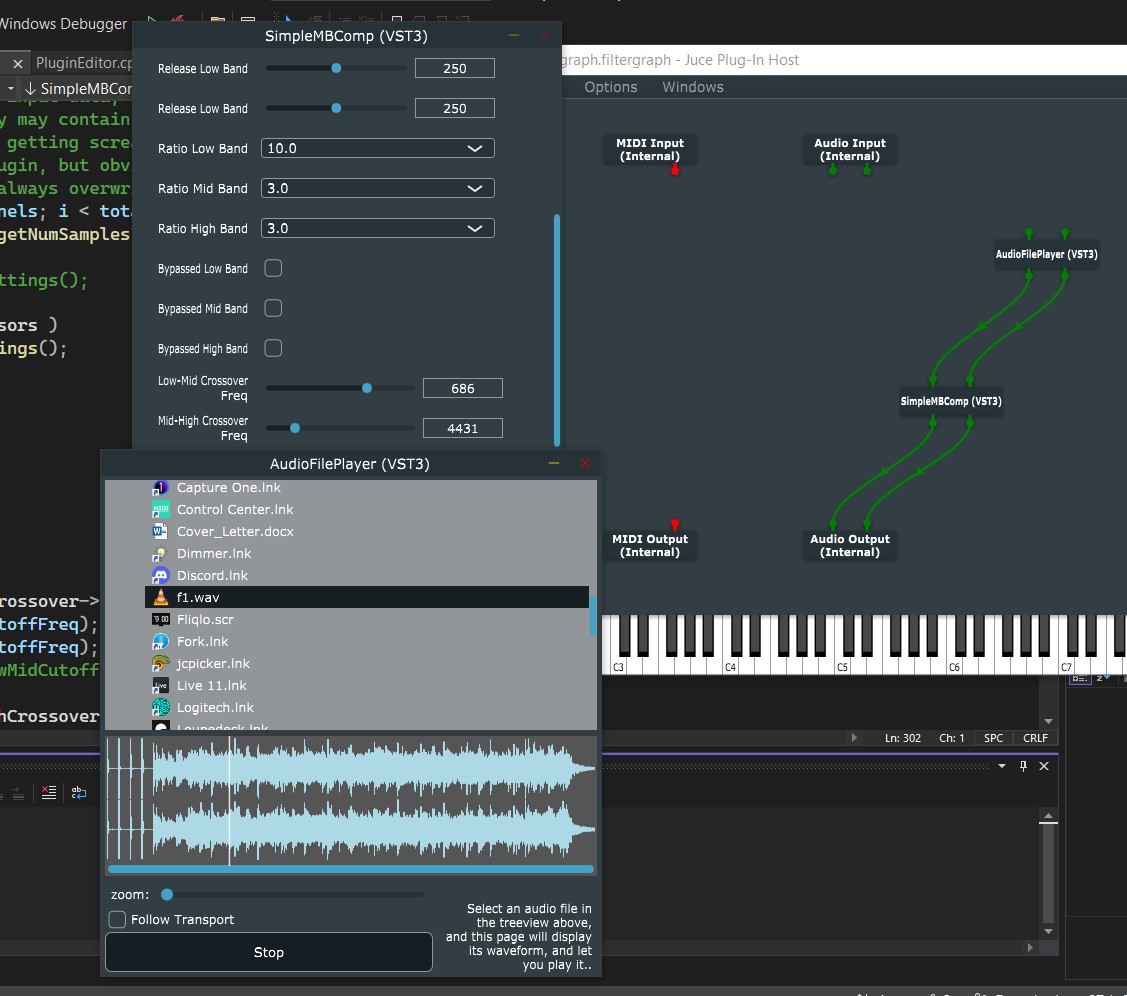 Windows Debugger
PluginEditor.cp
SimpleMBCor
y may contain
getting screa
ugin, but obvi
always overwr
nels; i < tota
getNumSamples
ttings();
sors )
ings();
rossover->
toffFreq);
toffFreq);
wMidCutoff
hCrossover
SimpleMBComp (VST3)
Release Low Band 250
Release Low Band 250
Ratio Low Band 10.0
Ratio Mid Band 3.0
Ratio High Band 3.0
Bypassed Low Band
Bypassed Mid Band
Bypassed High Band
Low-Mid Crossover
Freq
686
Mid-High Crossover
Freq
4431
graph.filtergraph - Juce Plug-In Host
Options Windows
MIDI Input
(Internal)
Audio Input
(Internal)
AudioFilePlayer (VST3)
SimpleMBComp (VST3)
MIDI Output
(Internal)
Audio Output
(Internal)
C3 C4 C5 C6 C7
AudioFilePlayer (VST3)
Capture One.lnk
Control Center.lnk
Cover_Letter.docx
Dimmer.lnk
Discord.lnk
f1.wav
Fliqlo.scr
Fork.lnk
jcpicker.lnk
Live 11.lnk
Logitech.lnk
Loupedeck.lnk
zoom:
Follow Transport
Stop
Select an audio file in
the treeview above,
and this page will display
its waveform, and let
you play it..
Ln: 302 Ch: 1 SPC CRLF